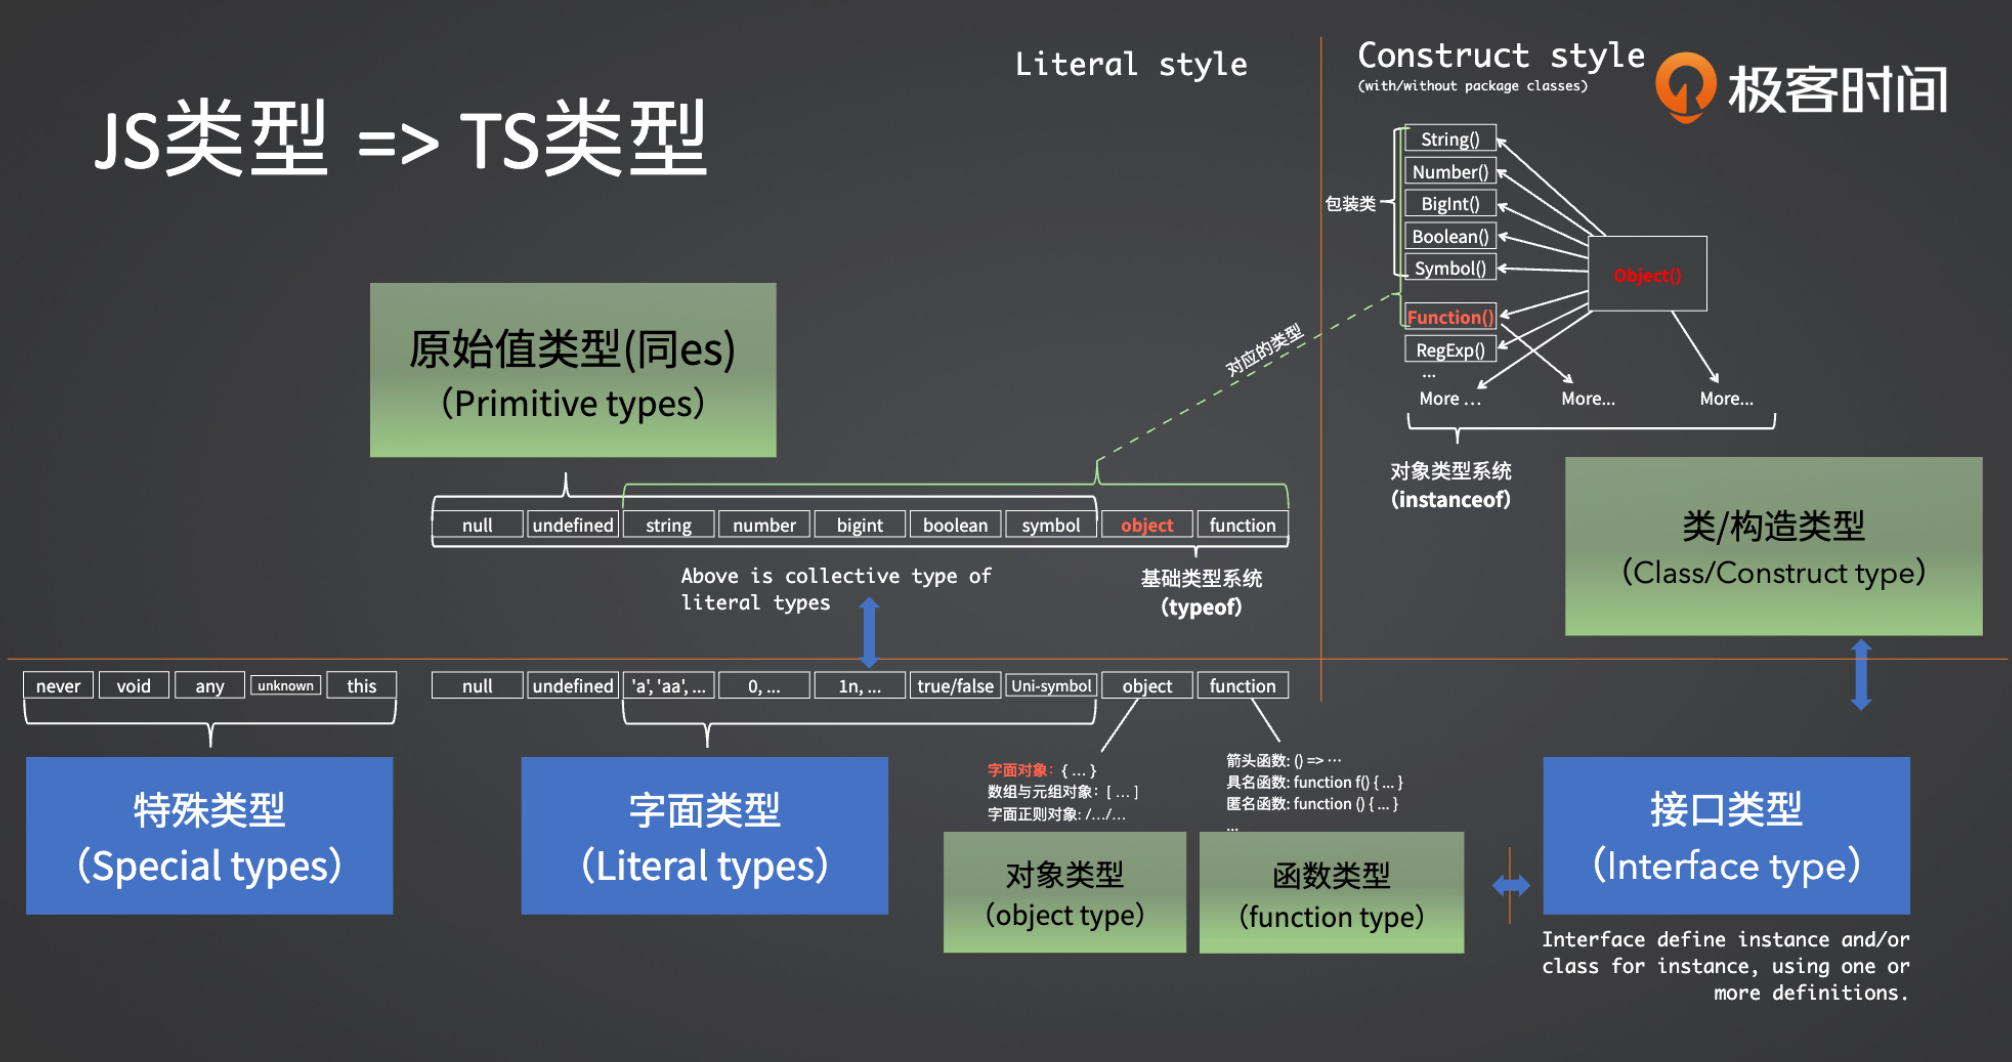 Literal style
Construct style
(with/without package classes)
极客时间
JS类型 => TS类型
String()
Number()
包装类
BigInt()
Boolean()
Symbol()
Object()
Function()
RegExp()
...
More ...
More...
More...
对应的类型
对象类型系统
(instanceof)
原始值类型(同es)
(Primitive types)
类/构造类型
(Class/Construct type)
null
undefined
string
number
bigint
boolean
symbol
object
function
Above is collective type of
literal types
基础类型系统
(typeof)
never
void
any
unknown
this
null
undefined
'a', 'aa', ...
0, ...
1n, ...
true/false
Uni-symbol
object
function
特殊类型
(Special types)
字面类型
(Literal types)
字面对象: { ... }
数组与元组对象: [ ... ]
字面正则对象: /.../...
箭头函数: () => ...
具名函数: function f() { ... }
匿名函数: function () { ... }
...
对象类型
(object type)
函数类型
(function type)
接口类型
(Interface type)
Interface define instance and/or
class for instance, using one or
more definitions.